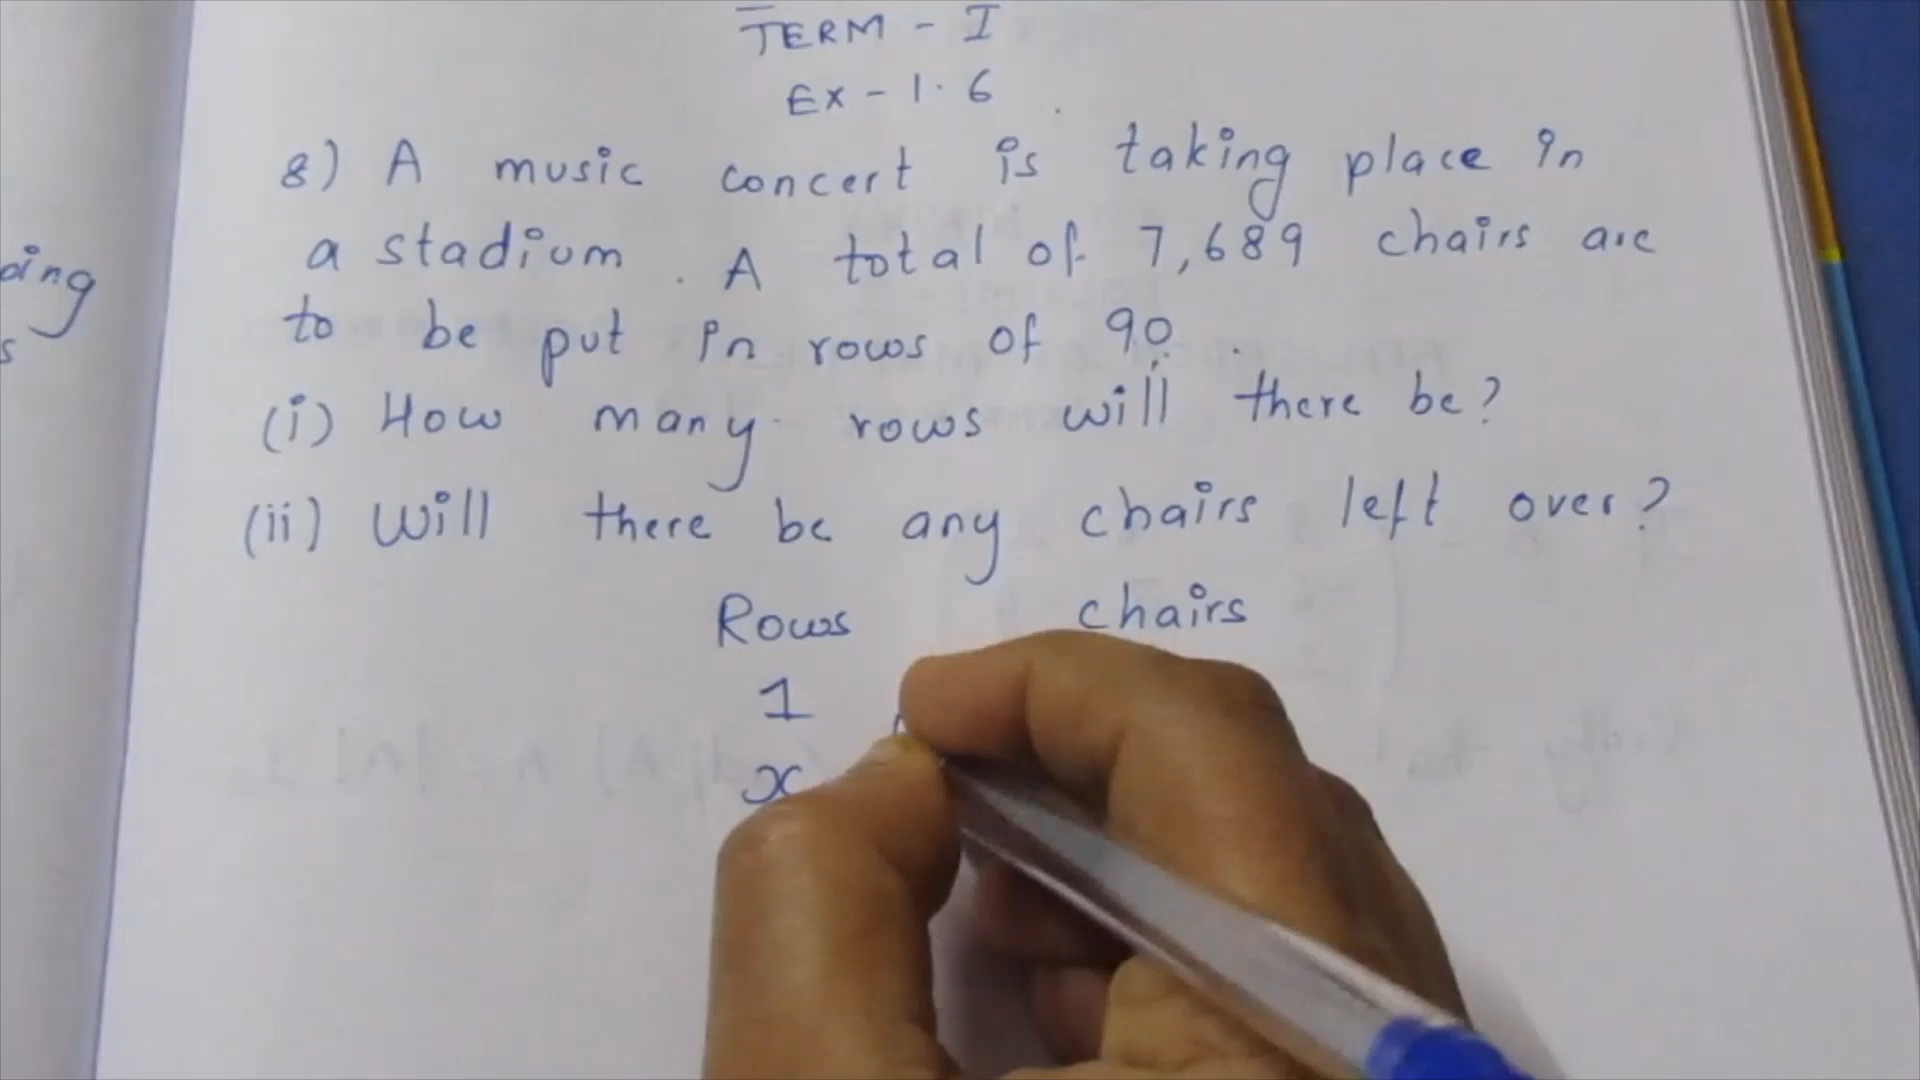 TERM - I
EX - 1.6
8) A music concert is taking place in
a stadium. A total of 7,689 chairs are
to be put in rows of 90.
(i) How many rows will there be?
(ii) Will there be any chairs left over?
Rows chairs
1
x
s